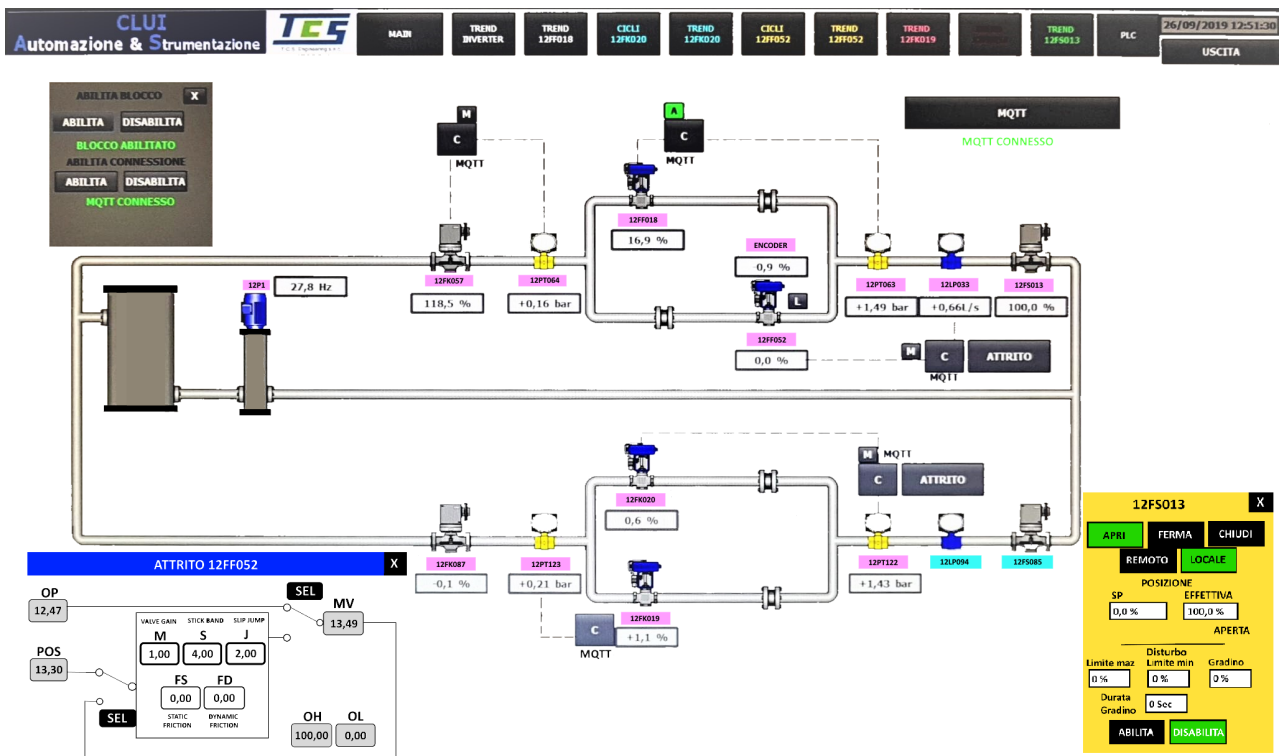 CLUI
Automazione & Strumentazione
TCS
MAIN
TREND
INVERTER
TREND
12FF018
CICLI
12FK020
TREND
12FK020
CICLI
12FF052
TREND
12FF052
TREND
12FK019
TREND
12FS013
PLC
26/09/2019 12:51:30
USCITA
ABILITA BLOCCO
X
ABILITA
DISABILITA
BLOCCO ABILITATO
ABILITA CONNESSIONE
ABILITA
DISABILITA
MQTT CONNESSO
M
C
MQTT
A
C
MQTT
MQTT
MQTT CONNESSO
12FF018
16,9 %
ENCODER
-0,9 %
L
12FF052
0,0 %
12P1
27,8 Hz
12FK057
118,5 %
12PT064
+0,16 bar
12PT063
+1,49 bar
12LP033
+0,66L/s
12FS013
100,0 %
M
C
ATTRITO
MQTT
M
MQTT
C
ATTRITO
12FK020
0,6 %
12FK087
-0,1 %
12PT123
+0,21 bar
12FK019
+1,1 %
C
MQTT
12PT122
+1,43 bar
12LP094
12FS085
ATTRITO 12FF052
X
OP
12,47
SEL
MV
13,49
VALVE GAIN
STICK BAND
SLIP JUMP
M
S
J
1,00
4,00
2,00
POS
13,30
FS
FD
0,00
0,00
STATIC
FRICTION
DYNAMIC
FRICTION
SEL
OH
OL
100,00
0,00
12FS013
X
APRI
FERMA
CHIUDI
REMOTO
LOCALE
POSIZIONE
SP
EFFETTIVA
0,0 %
100,0 %
APERTA
Disturbo
Limite maz
Limite min
Gradino
0 %
0 %
0 %
Durata
Gradino
0 Sec
ABILITA
DISABILITA